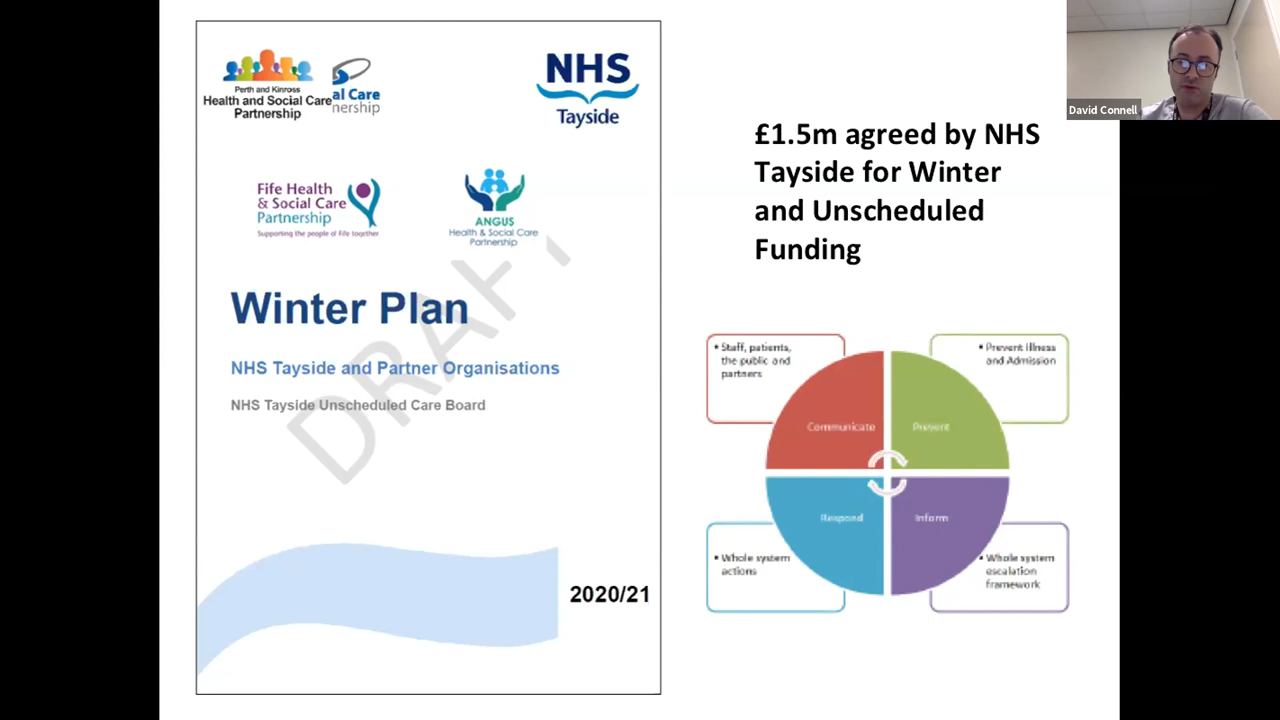 Perth and Kinross
Health and Social Care
Partnership
al Care
nership
NHS
Tayside
Fife Health
& Social Care
Partnership
Supporting the people of Fife together
ANGUS
Health & Social Care
Partnership
DRAFT
Winter Plan
NHS Tayside and Partner Organisations
NHS Tayside Unscheduled Care Board
2020/21
David Connell
£1.5m agreed by NHS
Tayside for Winter
and Unscheduled
Funding
• Staff, patients,
the public and
partners
• Prevent Illness
and Admission
Communicate
Prevent
Respond
Inform
• Whole system
actions
• Whole system
escalation
framework